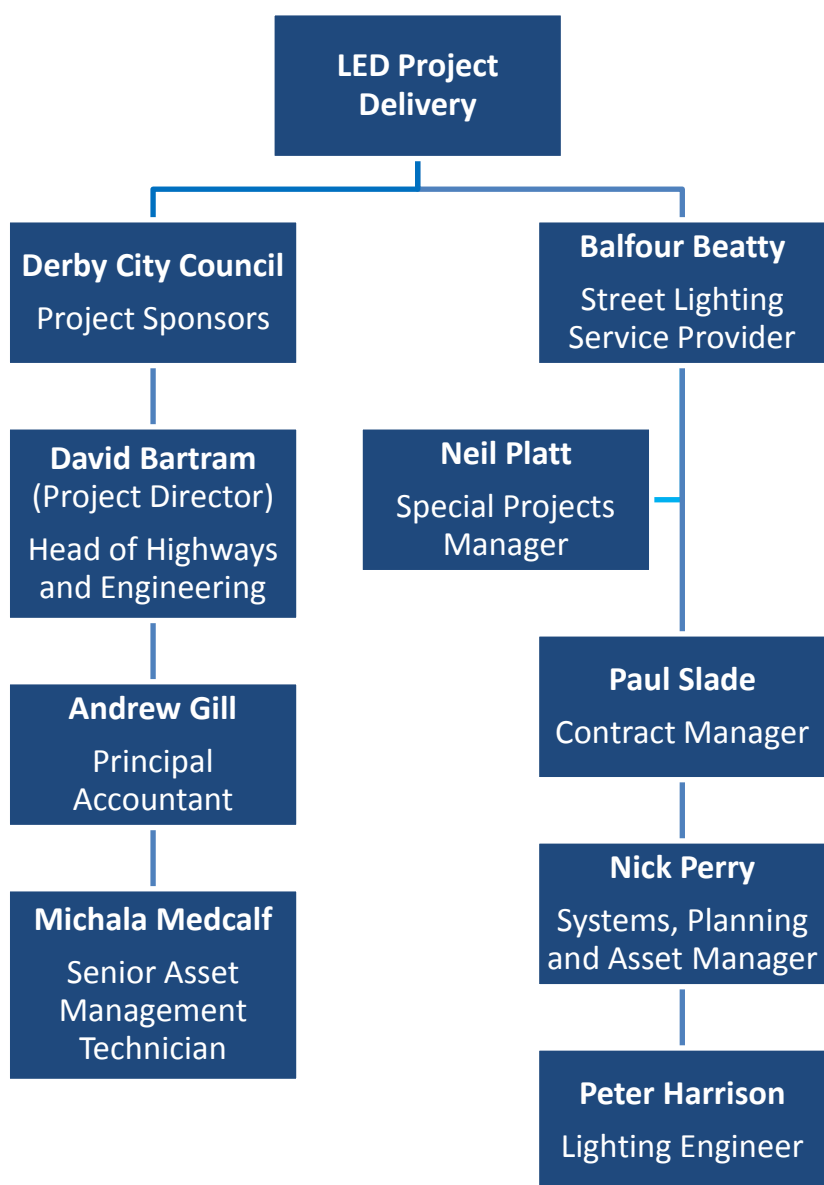 LED Project
Delivery
Derby City Council
Project Sponsors
Balfour Beatty
Street Lighting
Service Provider
David Bartram
(Project Director)
Head of Highways
and Engineering
Neil Platt
Special Projects
Manager
Andrew Gill
Principal
Accountant
Paul Slade
Contract Manager
Michala Medcalf
Senior Asset
Management
Technician
Nick Perry
Systems, Planning
and Asset Manager
Peter Harrison
Lighting Engineer